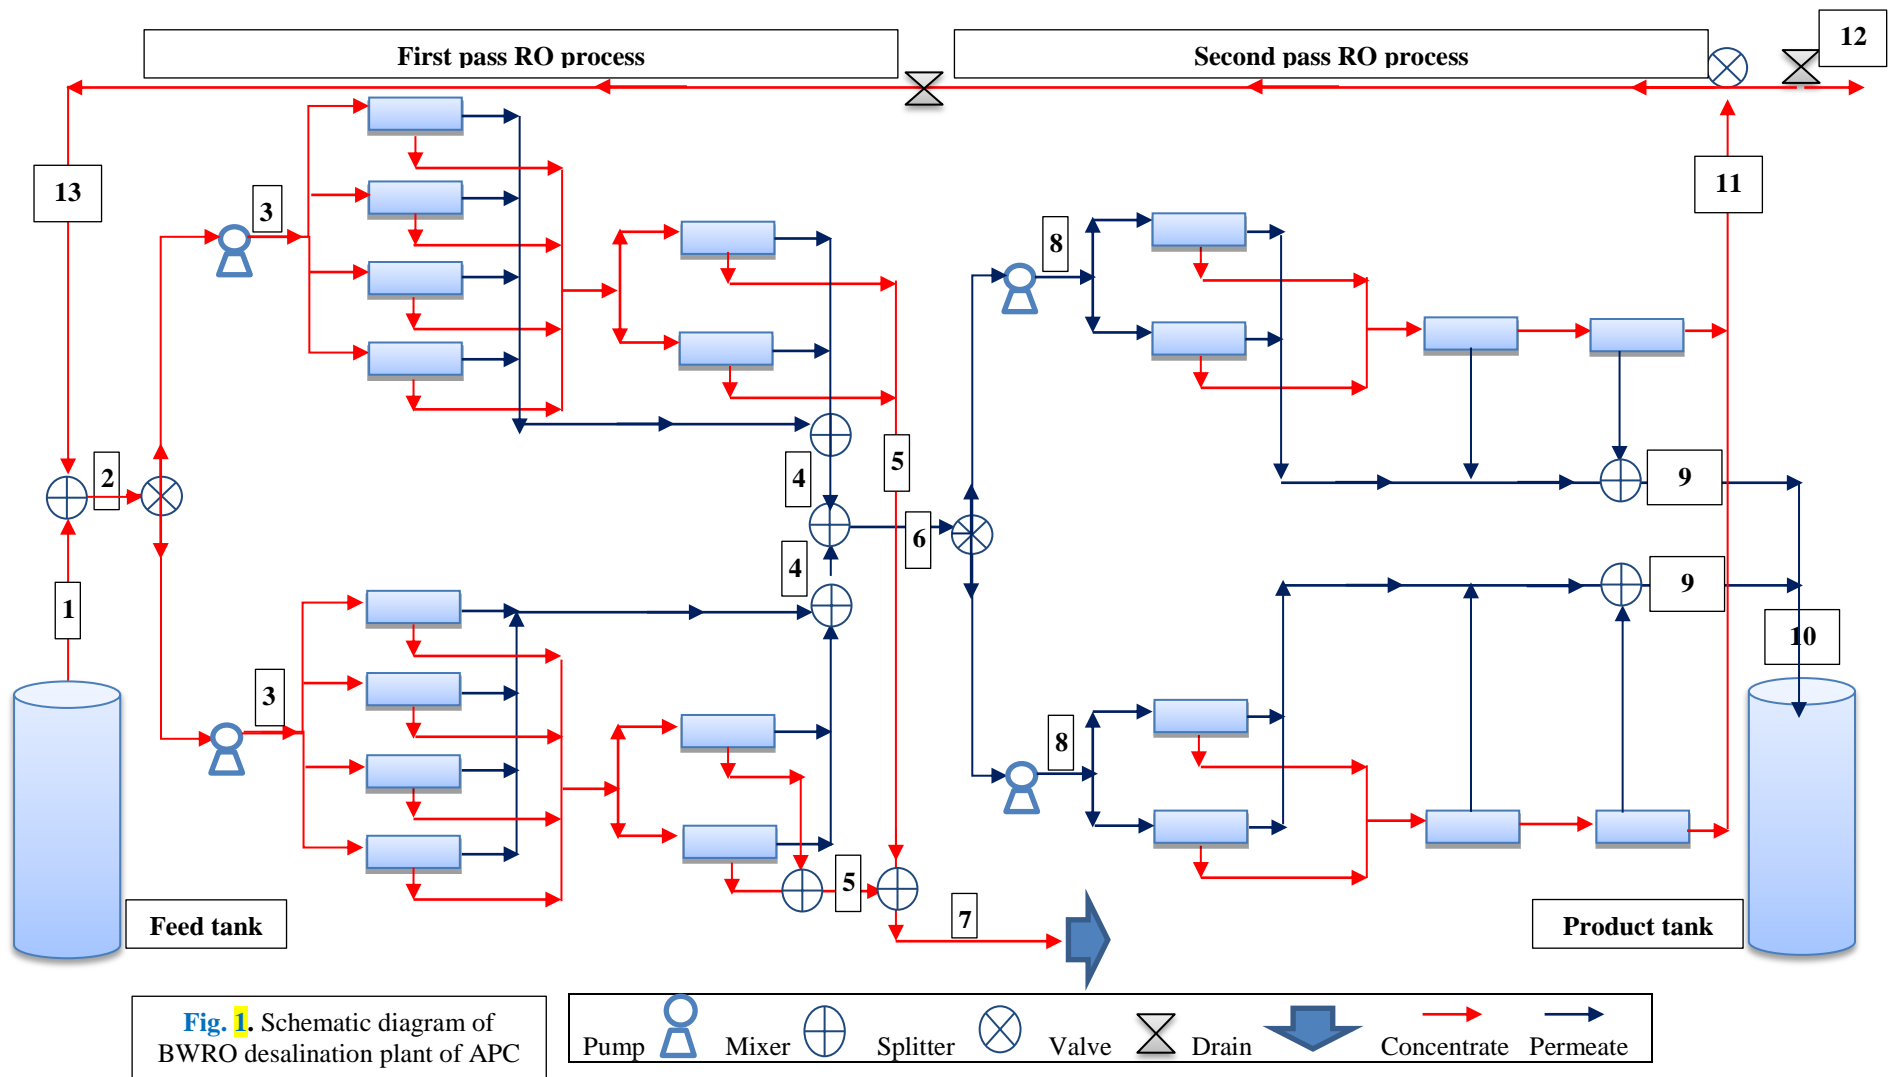 First pass RO process
Second pass RO process
12
13
11
3
8
2
4
5
6
9
1
4
9
10
3
8
5
7
Feed tank
Product tank
Fig. 1. Schematic diagram of
BWRO desalination plant of APC
Pump Mixer Splitter Valve Drain Concentrate Permeate